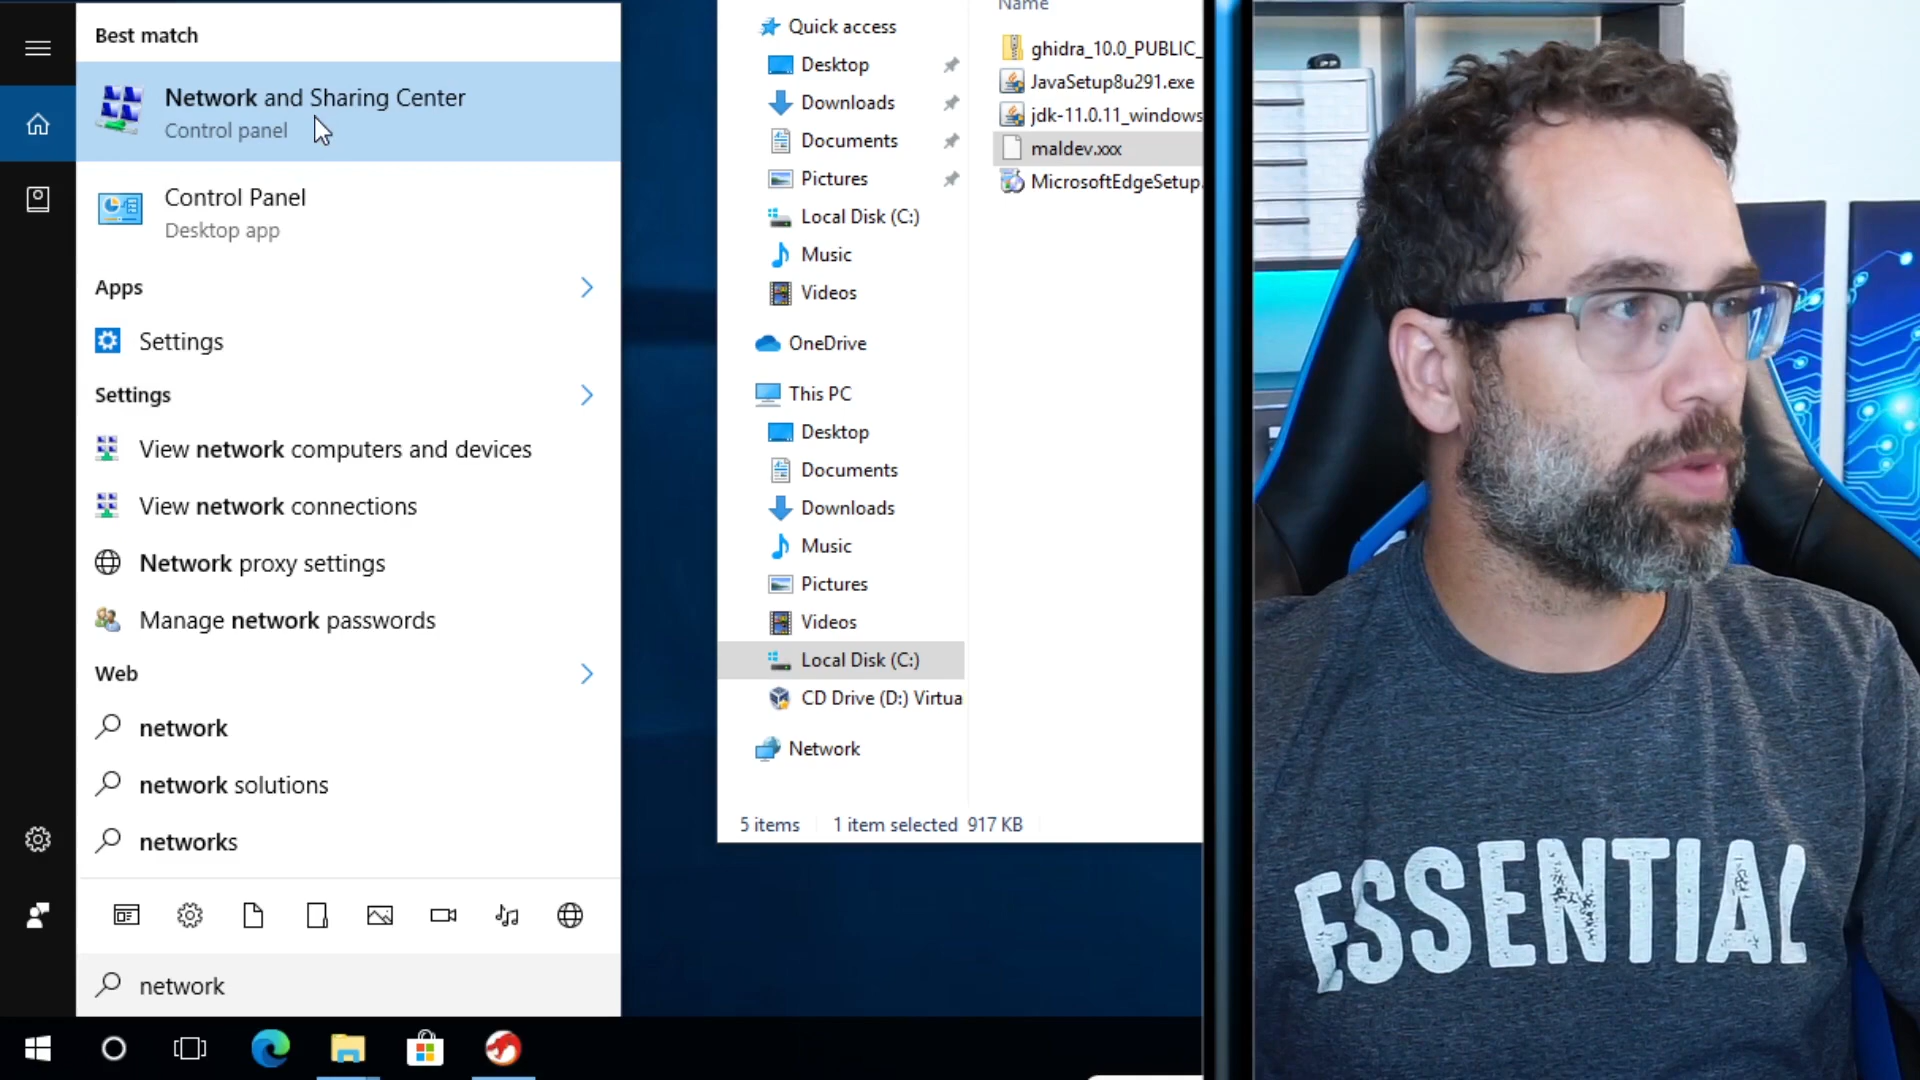 Best match
Network and Sharing Center
Control panel
Control Panel
Desktop app
Apps
Settings
Settings
View network computers and devices
View network connections
Network proxy settings
Manage network passwords
Web
network
network solutions
networks
network
Quick access
Desktop
Downloads
Documents
Pictures
Local Disk (C:)
Music
Videos
OneDrive
This PC
Desktop
Documents
Downloads
Music
Pictures
Videos
Local Disk (C:)
CD Drive (D:) Virtua
Network
5 items
1 item selected 917 KB
Name
ghidra_10.0_PUBLIC_
JavaSetup8u291.exe
jdk-11.0.11_windows
maldev.xxx
MicrosoftEdgeSetup.
ESSENTIAL